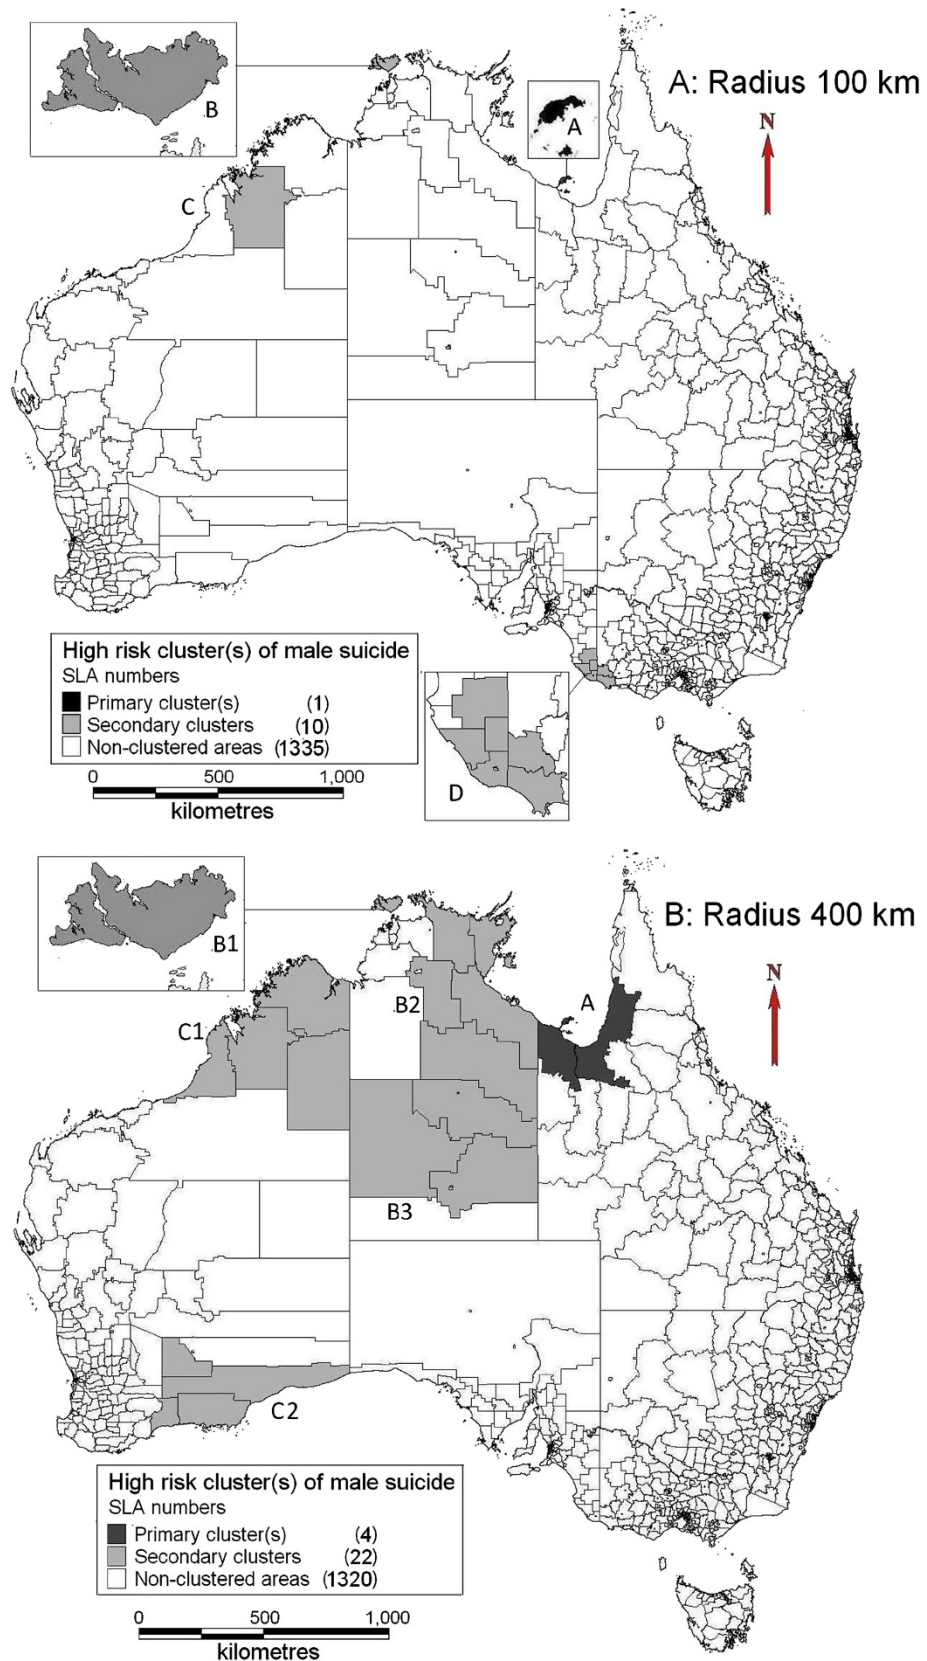 B
A: Radius 100 km
A
N
C
High risk cluster(s) of male suicide
SLA numbers
Primary cluster(s) (1)
Secondary clusters (10)
Non-clustered areas (1335)
0 500 1,000
kilometres
D
B1
B: Radius 400 km
N
A
B2
C1
B3
C2
High risk cluster(s) of male suicide
SLA numbers
Primary cluster(s) (4)
Secondary clusters (22)
Non-clustered areas (1320)
0 500 1,000
kilometres